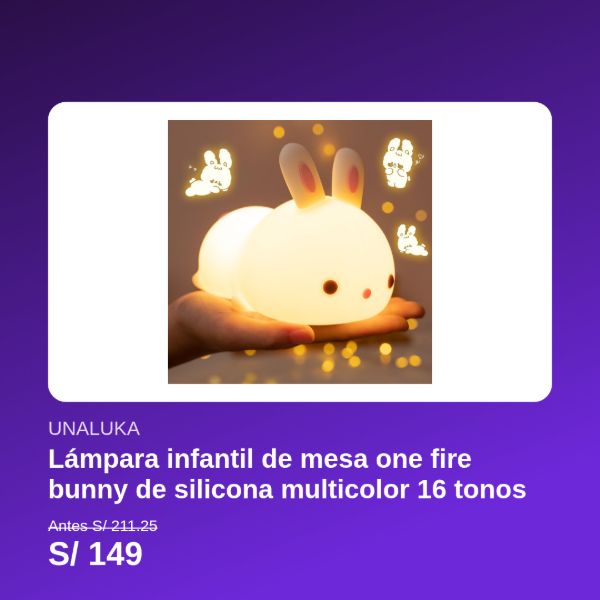 UNALUKA
Lámpara infantil de mesa one fire
bunny de silicona multicolor 16 tonos
Antes S/ 211.25
S/ 149